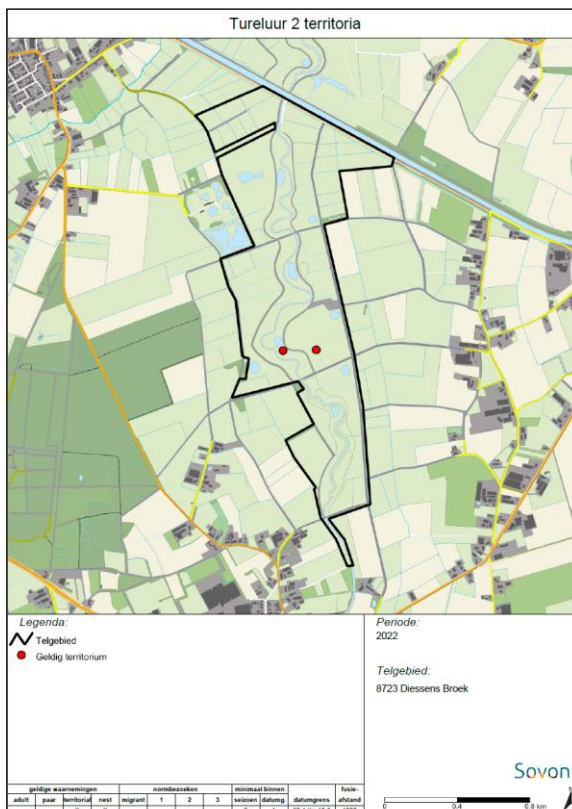 Tureluur 2 territoria
Legenda:
Telgebied
Geldig territorium
Periode:
2022
Telgebied:
8723 Diessens Broek
Sovon
0 0.4 0.8 km
geldige waarnemingen normbezoeken minimaal binnen fusie-
adult paar territoriaal nest migrant 1 2 3 seizoen datumg. datumgrens afstand